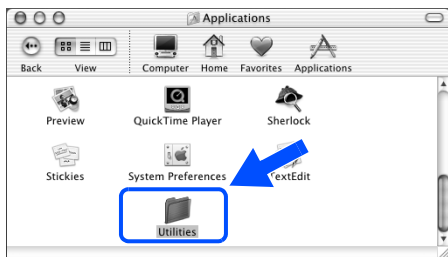 Applications
Back View Computer Home Favorites Applications
Preview QuickTime Player Sherlock
Stickies System Preferences TextEdit
Utilities